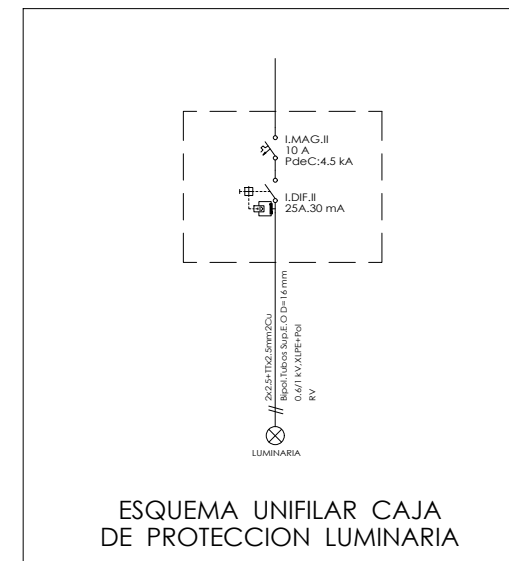 I.MAG.II
10 A
PdeC:4.5 kA
I.DIF.II
25A.30 mA
2x2.5+TTx2.5mm2Cu
Bipol.Tubos Sup.E.O D=16 mm
0.6/1 kV.XLPE+Pol
RV
LUMINARIA
ESQUEMA UNIFILAR CAJA
DE PROTECCION LUMINARIA